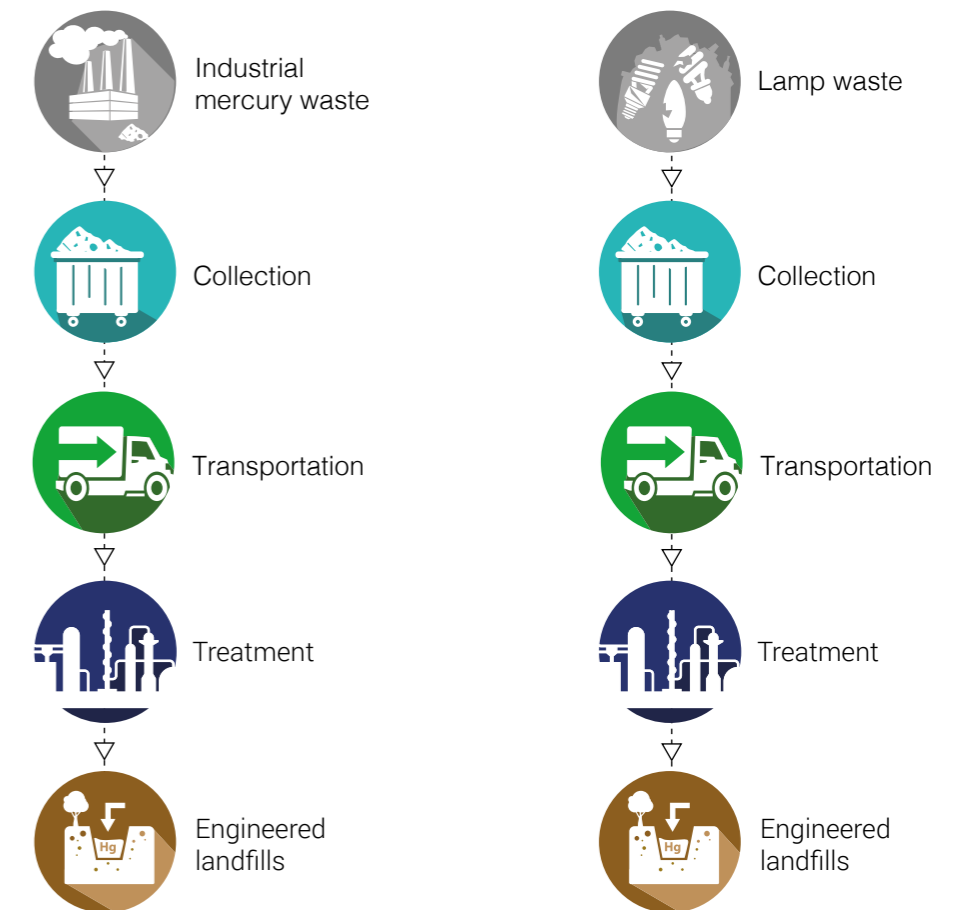 Industrial
mercury waste
Collection
Transportation
Treatment
Hg
Engineered
landfills
Lamp waste
Collection
Transportation
Treatment
Hg
Engineered
landfills